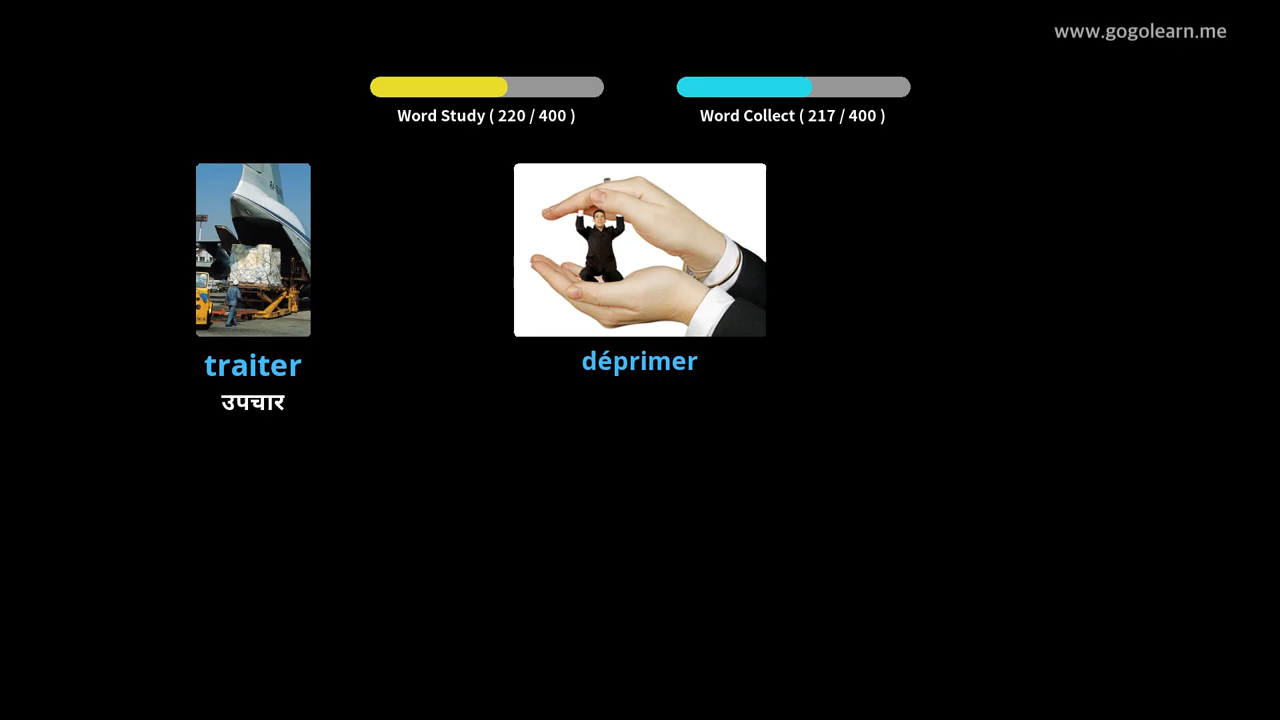 www.gogolearn.me
Word Study ( 220 / 400 )
Word Collect ( 217 / 400 )
traiter
उपचार
déprimer